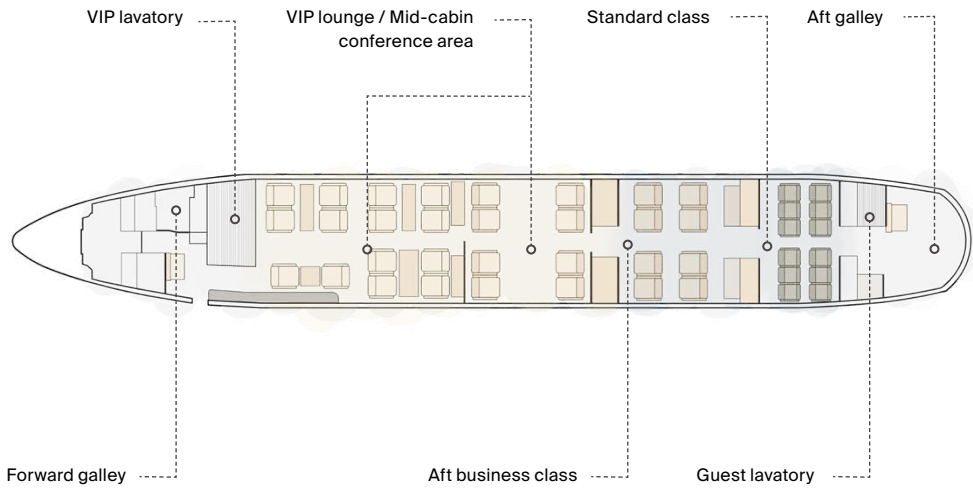 VIP lavatory
VIP lounge / Mid-cabin
conference area
Standard class
Aft galley
Forward galley
Aft business class
Guest lavatory